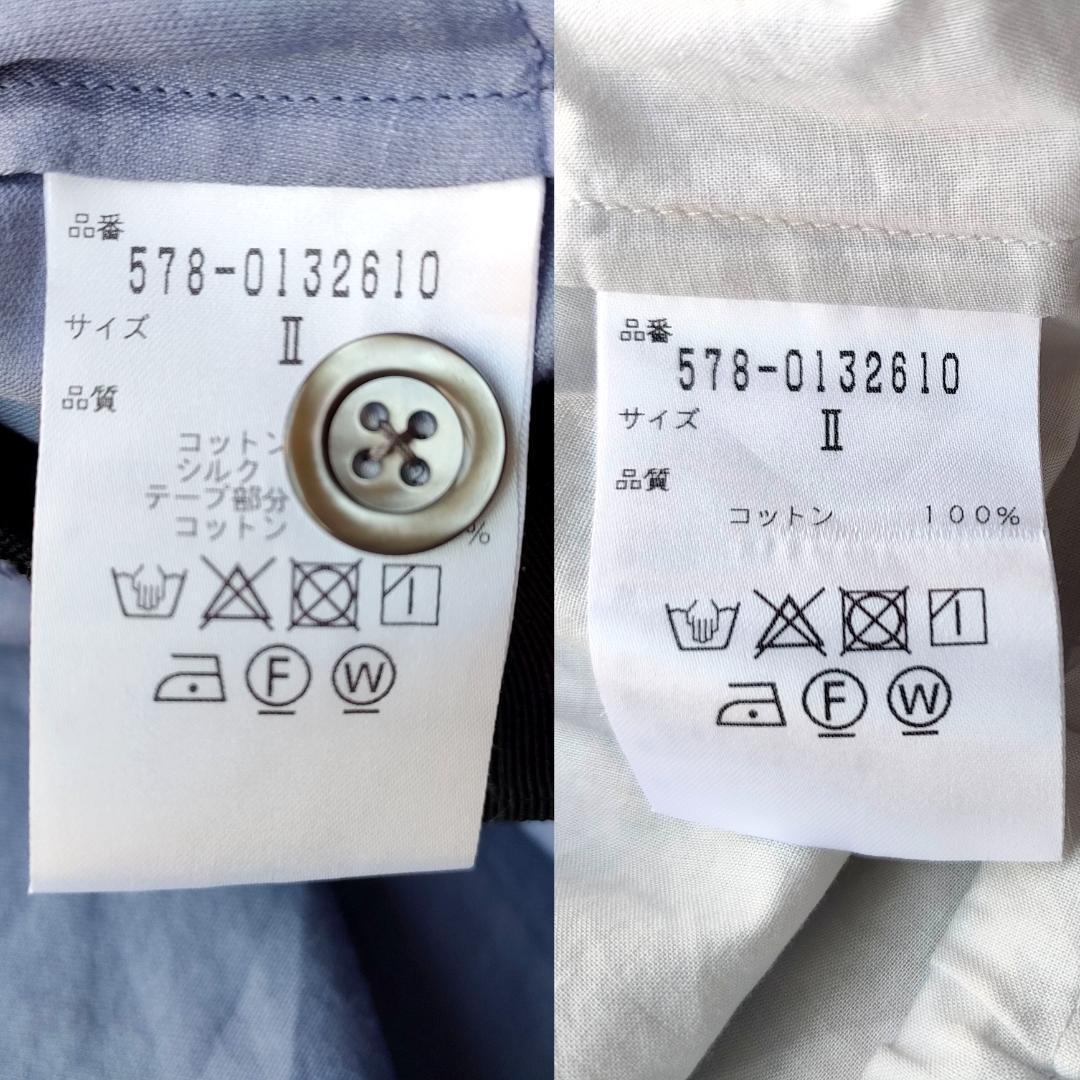 品番
578-0132610
サイズ
II
品質
コットン
シルク
テープ部分
コットン %
F W
品番
578-0132610
サイズ
II
品質
コットン 100%
F W